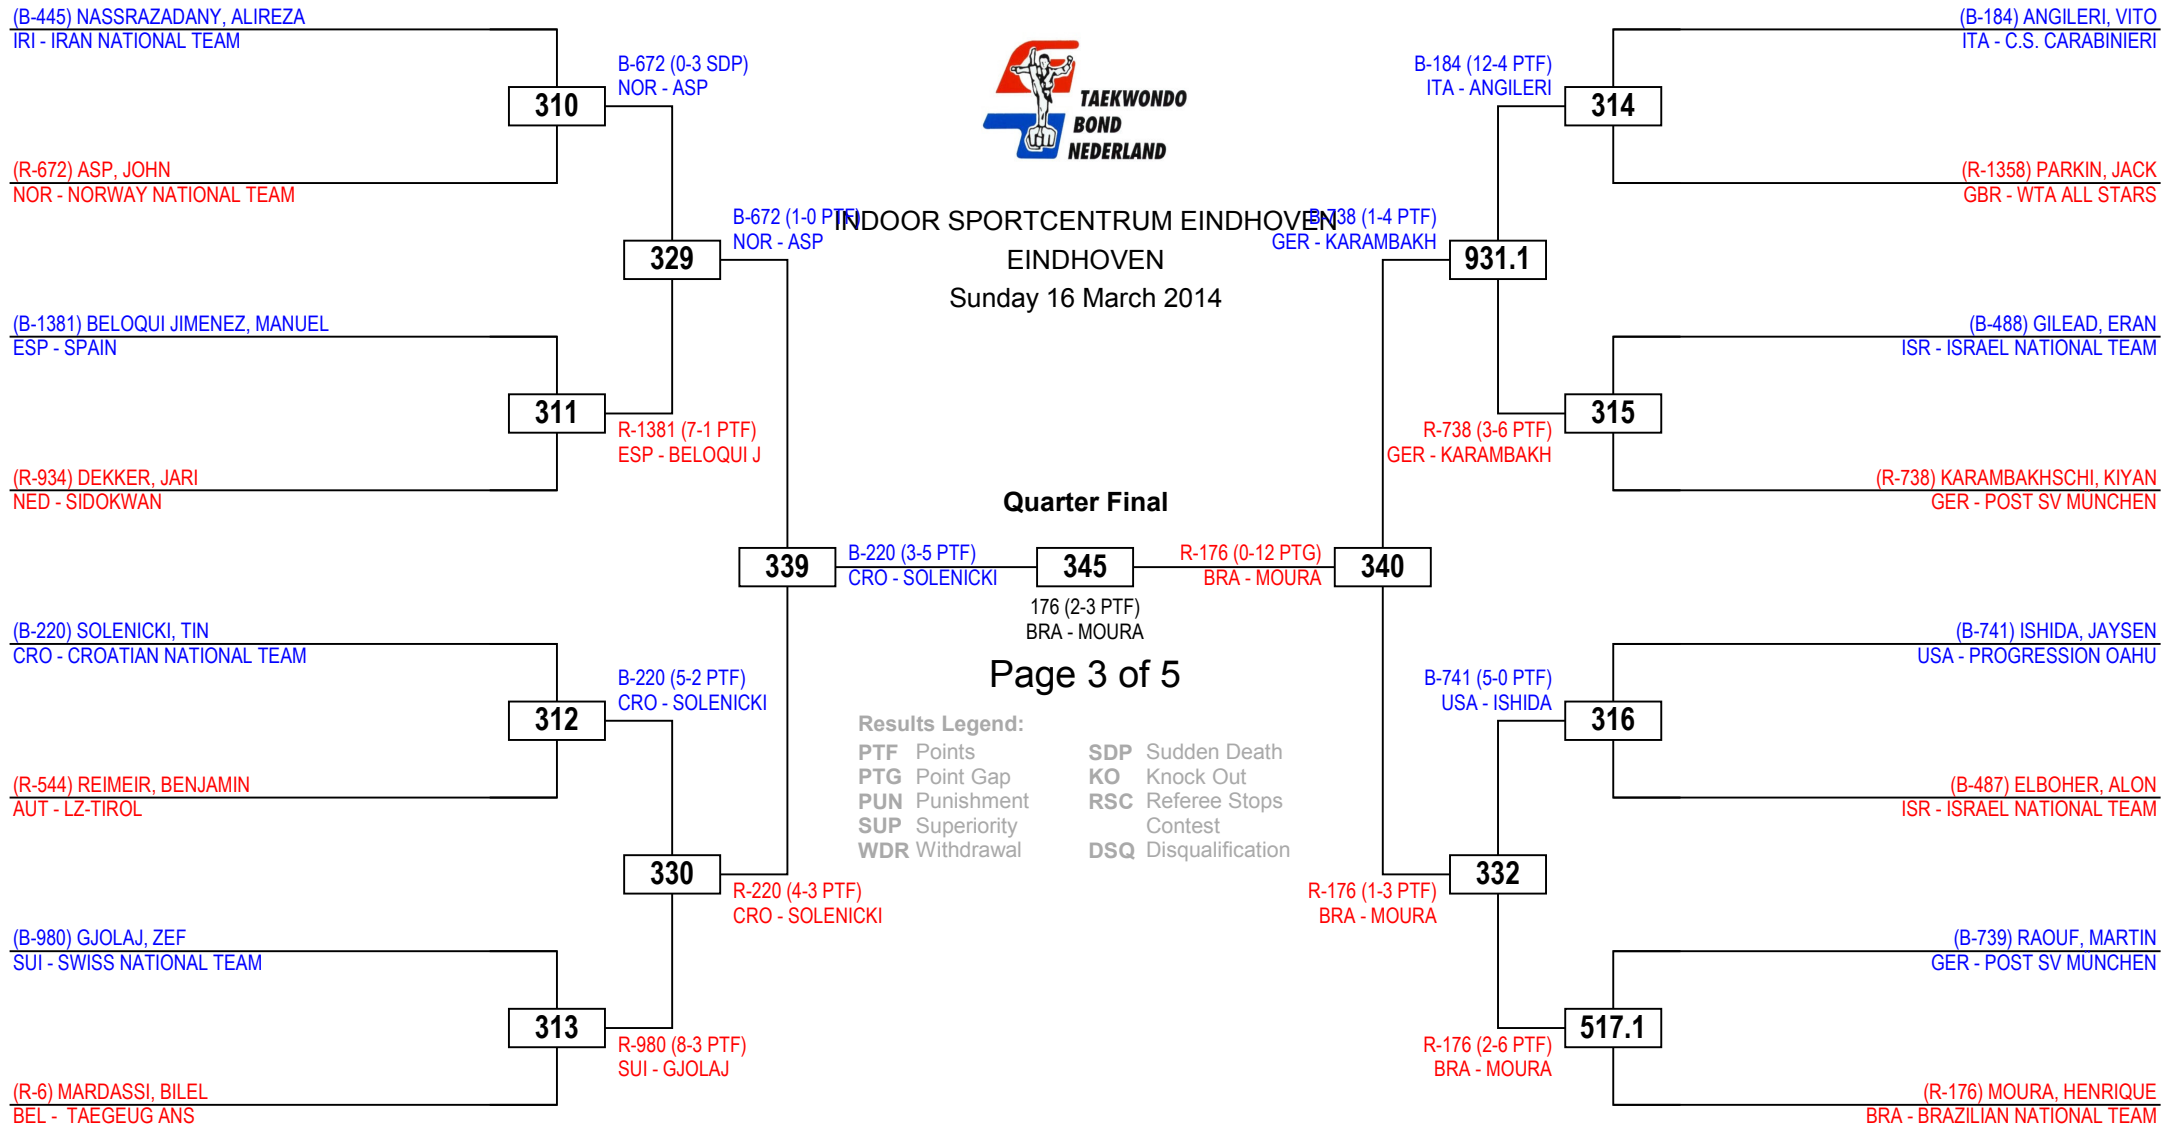 (B-445) NASSRAZADANY, ALIREZA
IRI - IRAN NATIONAL TEAM
310
B-672 (0-3 SDP)
NOR - ASP
(R-672) ASP, JOHN
NOR - NORWAY NATIONAL TEAM
329
B-672 (1-0 PTF)
NOR - ASP
(B-1381) BELOQUI JIMENEZ, MANUEL
ESP - SPAIN
311
R-1381 (7-1 PTF)
ESP - BELOQUI J
(R-934) DEKKER, JARI
NED - SIDOKWAN
339
B-220 (3-5 PTF)
CRO - SOLENICKI
(B-220) SOLENICKI, TIN
CRO - CROATIAN NATIONAL TEAM
312
B-220 (5-2 PTF)
CRO - SOLENICKI
(R-544) REIMEIR, BENJAMIN
AUT - LZ-TIROL
330
R-220 (4-3 PTF)
CRO - SOLENICKI
(B-980) GJOLAJ, ZEF
SUI - SWISS NATIONAL TEAM
313
R-980 (8-3 PTF)
SUI - GJOLAJ
(R-6) MARDASSI, BILEL
BEL - TAEGEUG ANS
TAEKWONDO
BOND
NEDERLAND
INDOOR SPORTCENTRUM EINDHOVEN
EINDHOVEN
Sunday 16 March 2014
Quarter Final
345
176 (2-3 PTF)
BRA - MOURA
Page 3 of 5
Results Legend:
PTF Points
PTG Point Gap
PUN Punishment
SUP Superiority
WDR Withdrawal
SDP Sudden Death
KO Knock Out
RSC Referee Stops
Contest
DSQ Disqualification
(B-184) ANGILERI, VITO
ITA - C.S. CARABINIERI
B-184 (12-4 PTF)
ITA - ANGILERI
314
(R-1358) PARKIN, JACK
GBR - WTA ALL STARS
B-738 (1-4 PTF)
GER - KARAMBAKH
931.1
(B-488) GILEAD, ERAN
ISR - ISRAEL NATIONAL TEAM
315
R-738 (3-6 PTF)
GER - KARAMBAKH
(R-738) KARAMBAKHSCHI, KIYAN
GER - POST SV MÜNCHEN
R-176 (0-12 PTG)
BRA - MOURA
340
(B-741) ISHIDA, JAYSEN
USA - PROGRESSION OAHU
B-741 (5-0 PTF)
USA - ISHIDA
316
(B-487) ELBOHER, ALON
ISR - ISRAEL NATIONAL TEAM
332
R-176 (1-3 PTF)
BRA - MOURA
(B-739) RAOUF, MARTIN
GER - POST SV MÜNCHEN
517.1
R-176 (2-6 PTF)
BRA - MOURA
(R-176) MOURA, HENRIQUE
BRA - BRAZILIAN NATIONAL TEAM